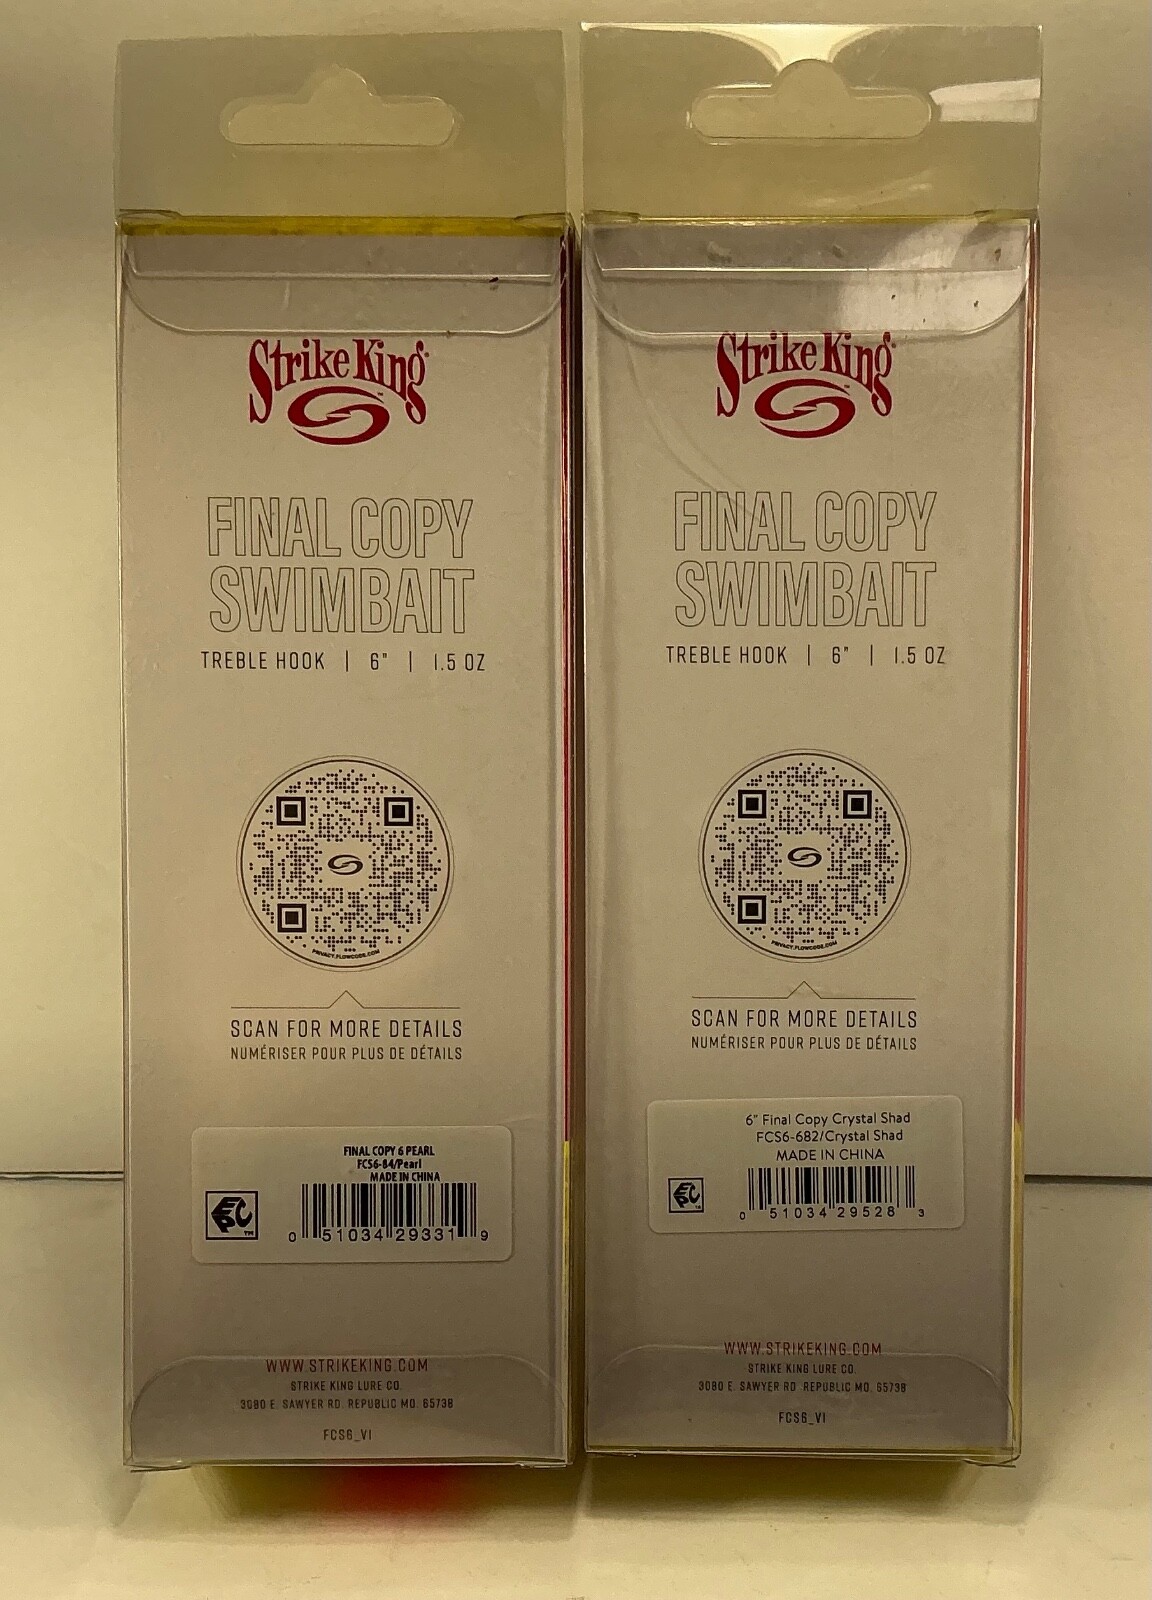 Strike King
FINAL COPY
SWIMBAIT
TREBLE HOOK | 6" | 1.5 OZ
PRIVACY.FLOWCODE.COM
SCAN FOR MORE DETAILS
NUMÉRISER POUR PLUS DE DÉTAILS
FINAL COPY 6 PEARL
FCS6-84/Pearl
MADE IN CHINA
EPC™
0 51034 29331 9
WWW.STRIKEKING.COM
STRIKE KING LURE CO.
3080 E. SAWYER RD. REPUBLIC MO. 65738
FCS6_V1
Strike King
FINAL COPY
SWIMBAIT
TREBLE HOOK | 6" | 1.5 OZ
PRIVACY.FLOWCODE.COM
SCAN FOR MORE DETAILS
NUMÉRISER POUR PLUS DE DÉTAILS
6" Final Copy Crystal Shad
FCS6-682/Crystal Shad
MADE IN CHINA
EPC™
0 51034 29528 3
WWW.STRIKEKING.COM
STRIKE KING LURE CO.
3080 E. SAWYER RD. REPUBLIC MO. 65738
FCS6_V1